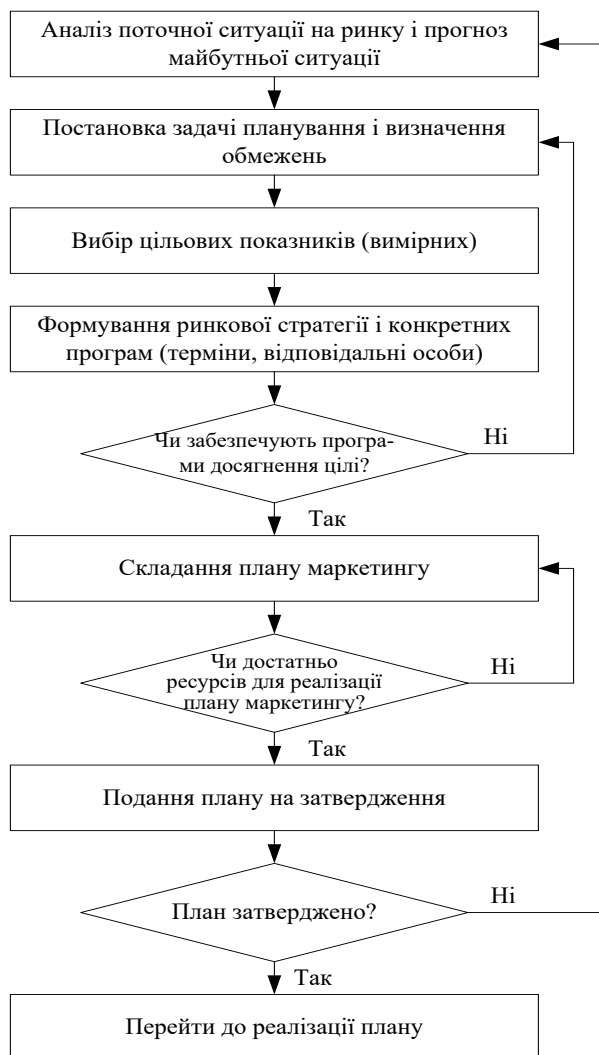 Аналіз поточної ситуації на ринку і прогноз
майбутньої ситуації
Постановка задачі планування і визначення
обмежень
Вибір цільових показників (вимірних)
Формування ринкової стратегії і конкретних
програм (терміни, відповідальні особи)
Чи забезпечують програ-
ми досягнення цілі?
Ні
Так
Складання плану маркетингу
Чи достатньо
ресурсів для реалізації
плану маркетингу?
Ні
Так
Подання плану на затвердження
План затверджено?
Ні
Так
Перейти до реалізації плану